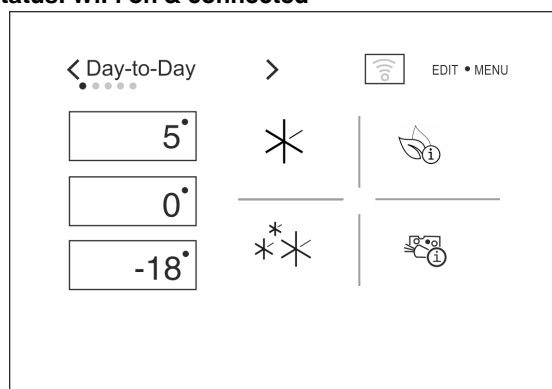 Status: WiFi on & connected
< Day-to-Day > EDIT • MENU
5°
0°
-18°